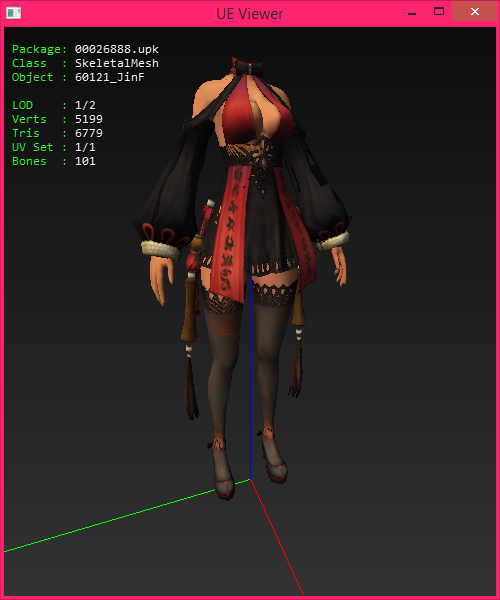 UE Viewer
Package: 00026888.upk
Class : SkeletalMesh
Object : 60121_JinF
LOD : 1/2
Verts : 5199
Tris : 6779
UV Set : 1/1
Bones : 101